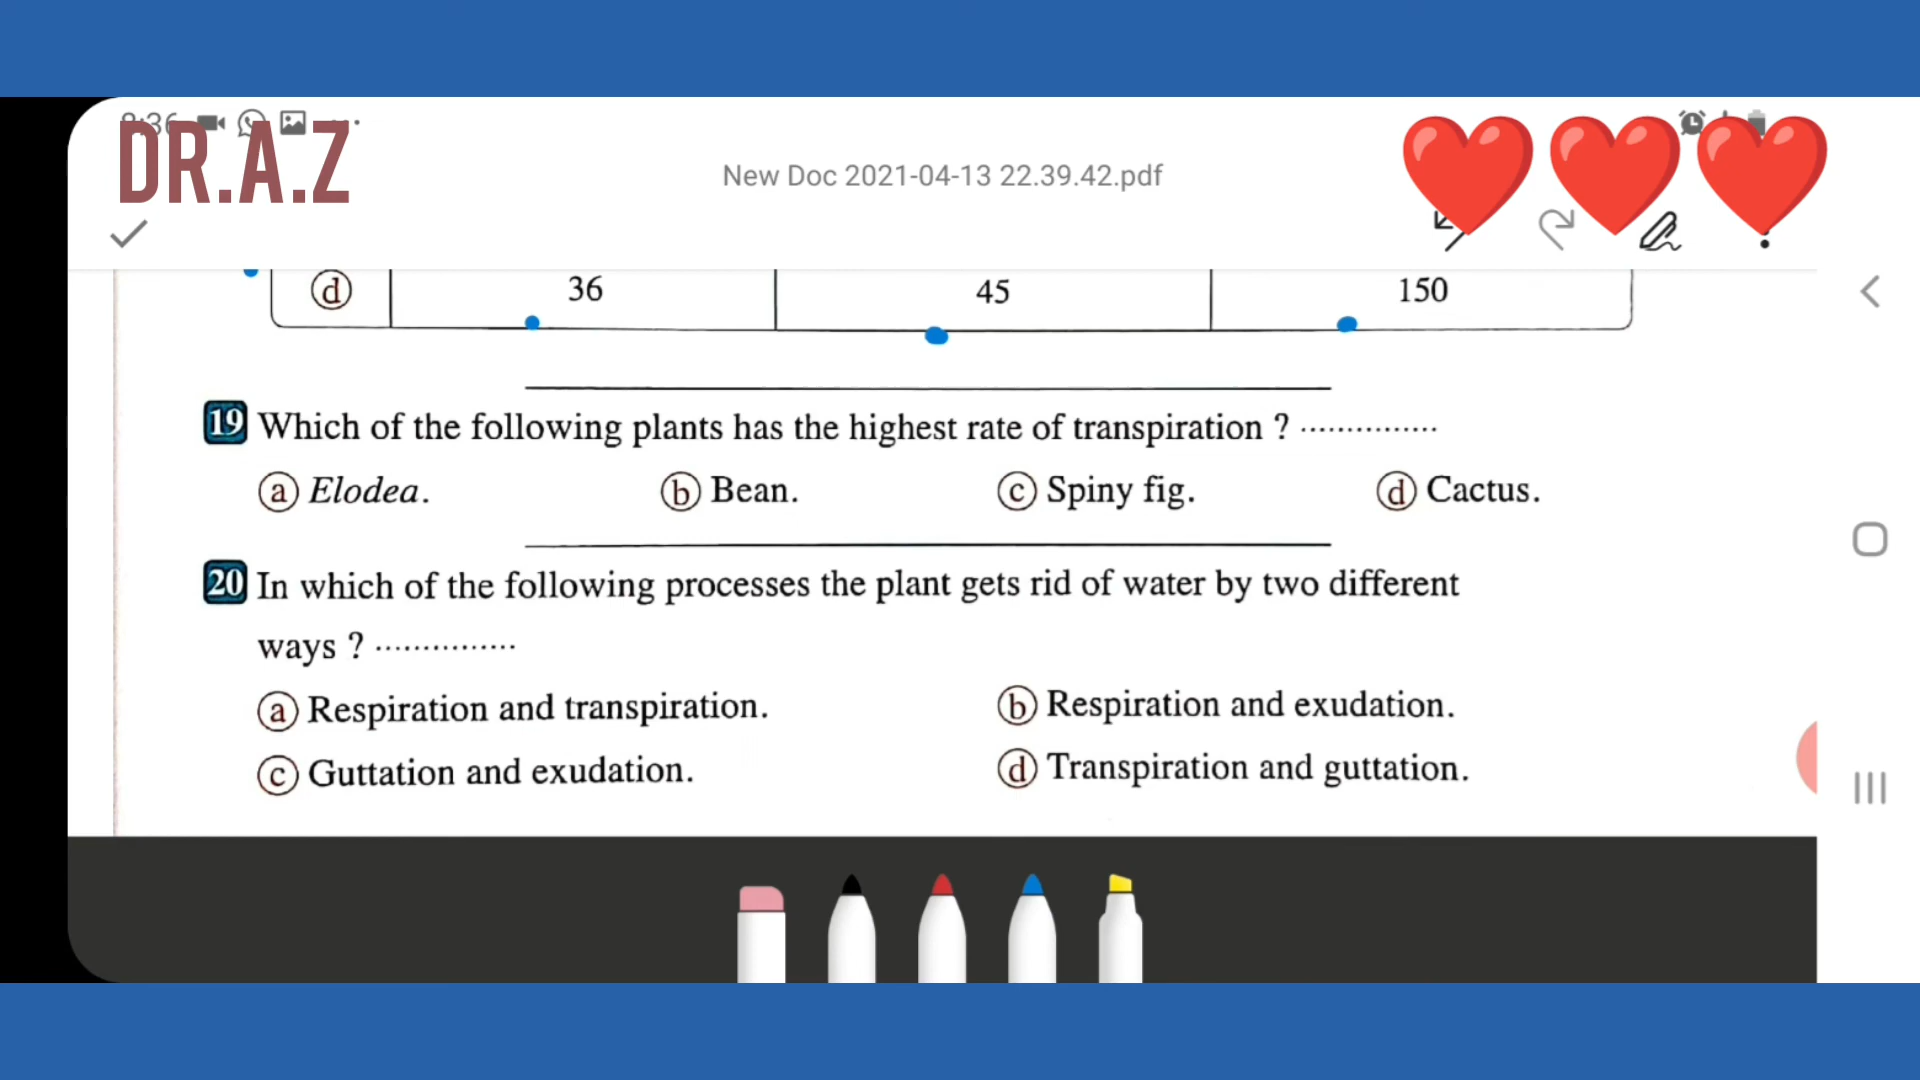 8:36
DR.A.Z
New Doc 2021-04-13 22.39.42.pdf
d 36 45 150
19 Which of the following plants has the highest rate of transpiration ? ...............
a Elodea. b Bean. c Spiny fig. d Cactus.
20 In which of the following processes the plant gets rid of water by two different
ways ? ...............
a Respiration and transpiration. b Respiration and exudation.
c Guttation and exudation. d Transpiration and guttation.